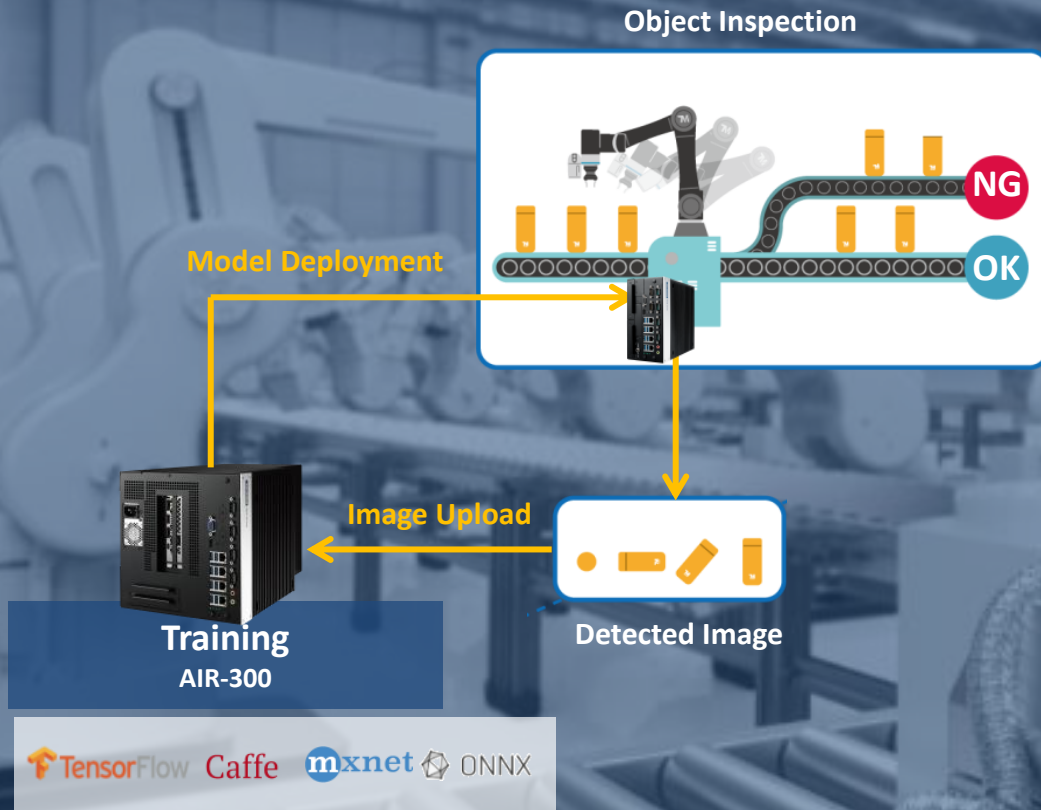 Object Inspection
NG
OK
Model Deployment
Image Upload
Detected Image
Training
AIR-300
TensorFlow Caffe mxnet ONNX